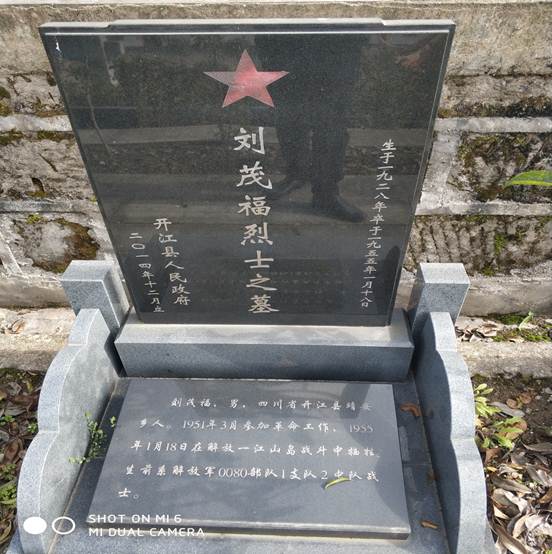 生于一九二八年卒于一九五五年一月十八日
刘茂福烈士之墓
开江县人民政府
二〇一四年十二月立
刘茂福，男，四川省开江县靖安
乡人。1951年3月参加革命工作，1955
年1月18日在解放一江山岛战斗中牺牲
生前系解放军0080部队1支队2中队战
士。
SHOT ON MI 6
MI DUAL CAMERA